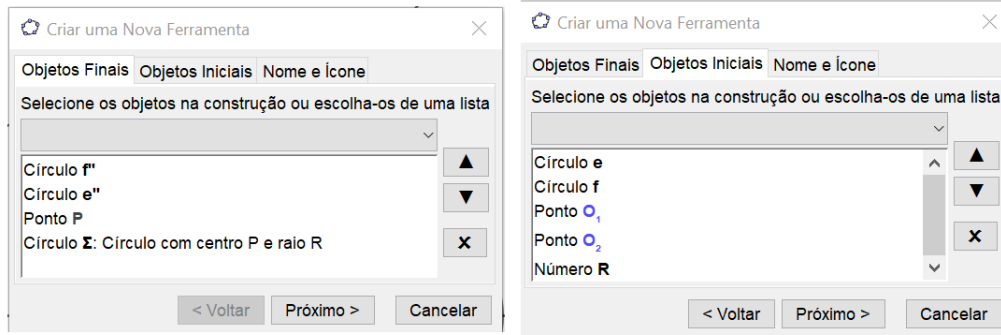 Criar uma Nova Ferramenta
Objetos Finais Objetos Iniciais Nome e Ícone
Selecione os objetos na construção ou escolha-os de uma lista
Círculo f"
Círculo e"
Ponto P
Círculo Σ: Círculo com centro P e raio R
< Voltar Próximo > Cancelar
Criar uma Nova Ferramenta
Objetos Finais Objetos Iniciais Nome e Ícone
Selecione os objetos na construção ou escolha-os de uma lista
Círculo e
Círculo f
Ponto O₁
Ponto O₂
Número R
< Voltar Próximo > Cancelar